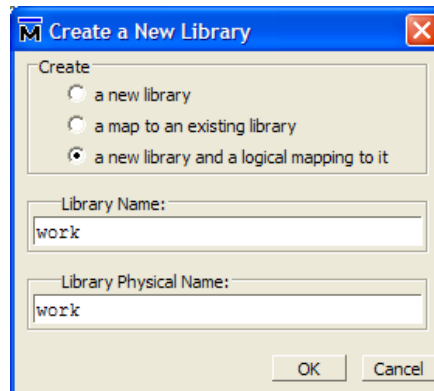 M Create a New Library
Create
a new library
a map to an existing library
a new library and a logical mapping to it
Library Name:
work
Library Physical Name:
work
OK Cancel